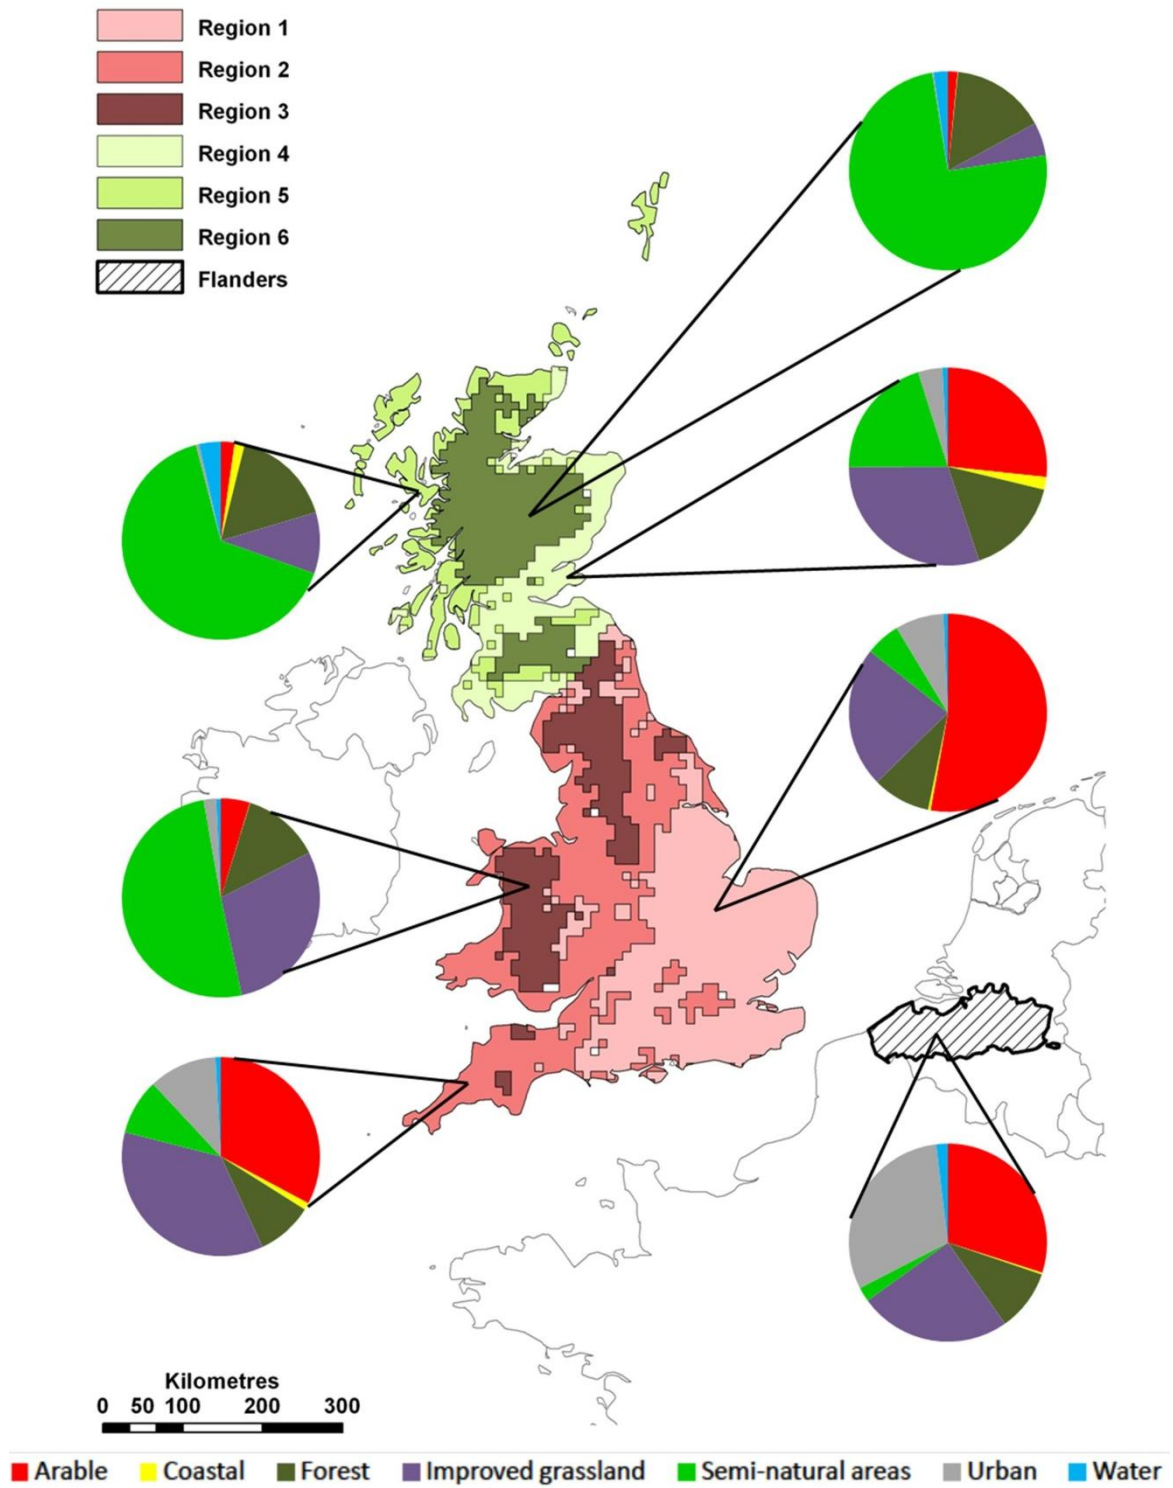 Region 1
Region 2
Region 3
Region 4
Region 5
Region 6
Flanders
Kilometres
0 50 100 200 300
Arable Coastal Forest Improved grassland Semi-natural areas Urban Water